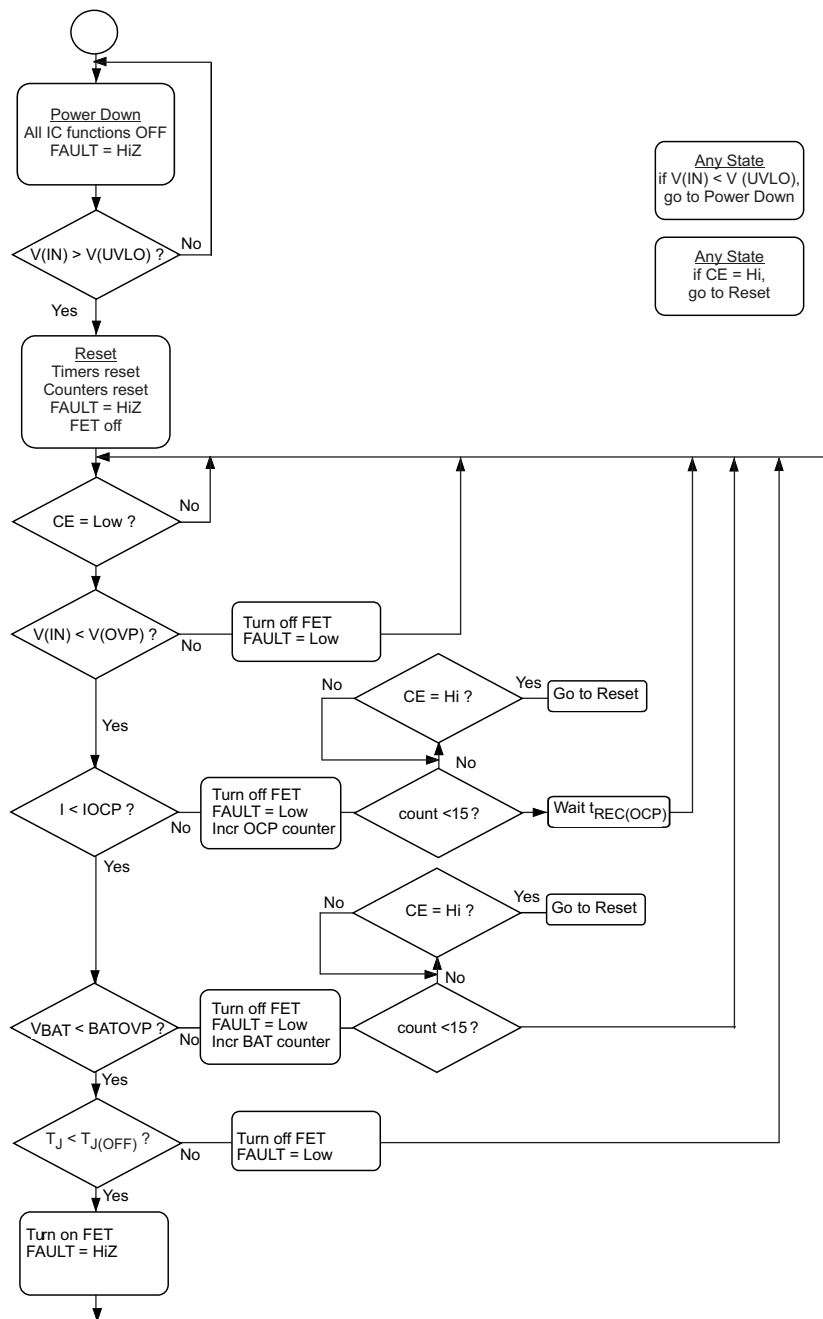 Power Down
All IC functions OFF
FAULT = HiZ
Any State
if V(IN) < V (UVLO),
go to Power Down
V(IN) > V(UVLO) ?
No
Any State
if CE = Hi,
go to Reset
Yes
Reset
Timers reset
Counters reset
FAULT = HiZ
FET off
CE = Low ?
No
V(IN) < V(OVP) ?
No
Turn off FET
FAULT = Low
Yes
No
CE = Hi ?
Yes
Go to Reset
No
I < IOCP ?
No
Turn off FET
FAULT = Low
Incr OCP counter
count <15 ?
Wait tREC(OCP)
Yes
No
CE = Hi ?
Yes
Go to Reset
No
VBAT < BATOVP ?
No
Turn off FET
FAULT = Low
Incr BAT counter
count <15 ?
Yes
TJ < TJ(OFF) ?
No
Turn off FET
FAULT = Low
Yes
Turn on FET
FAULT = HiZ